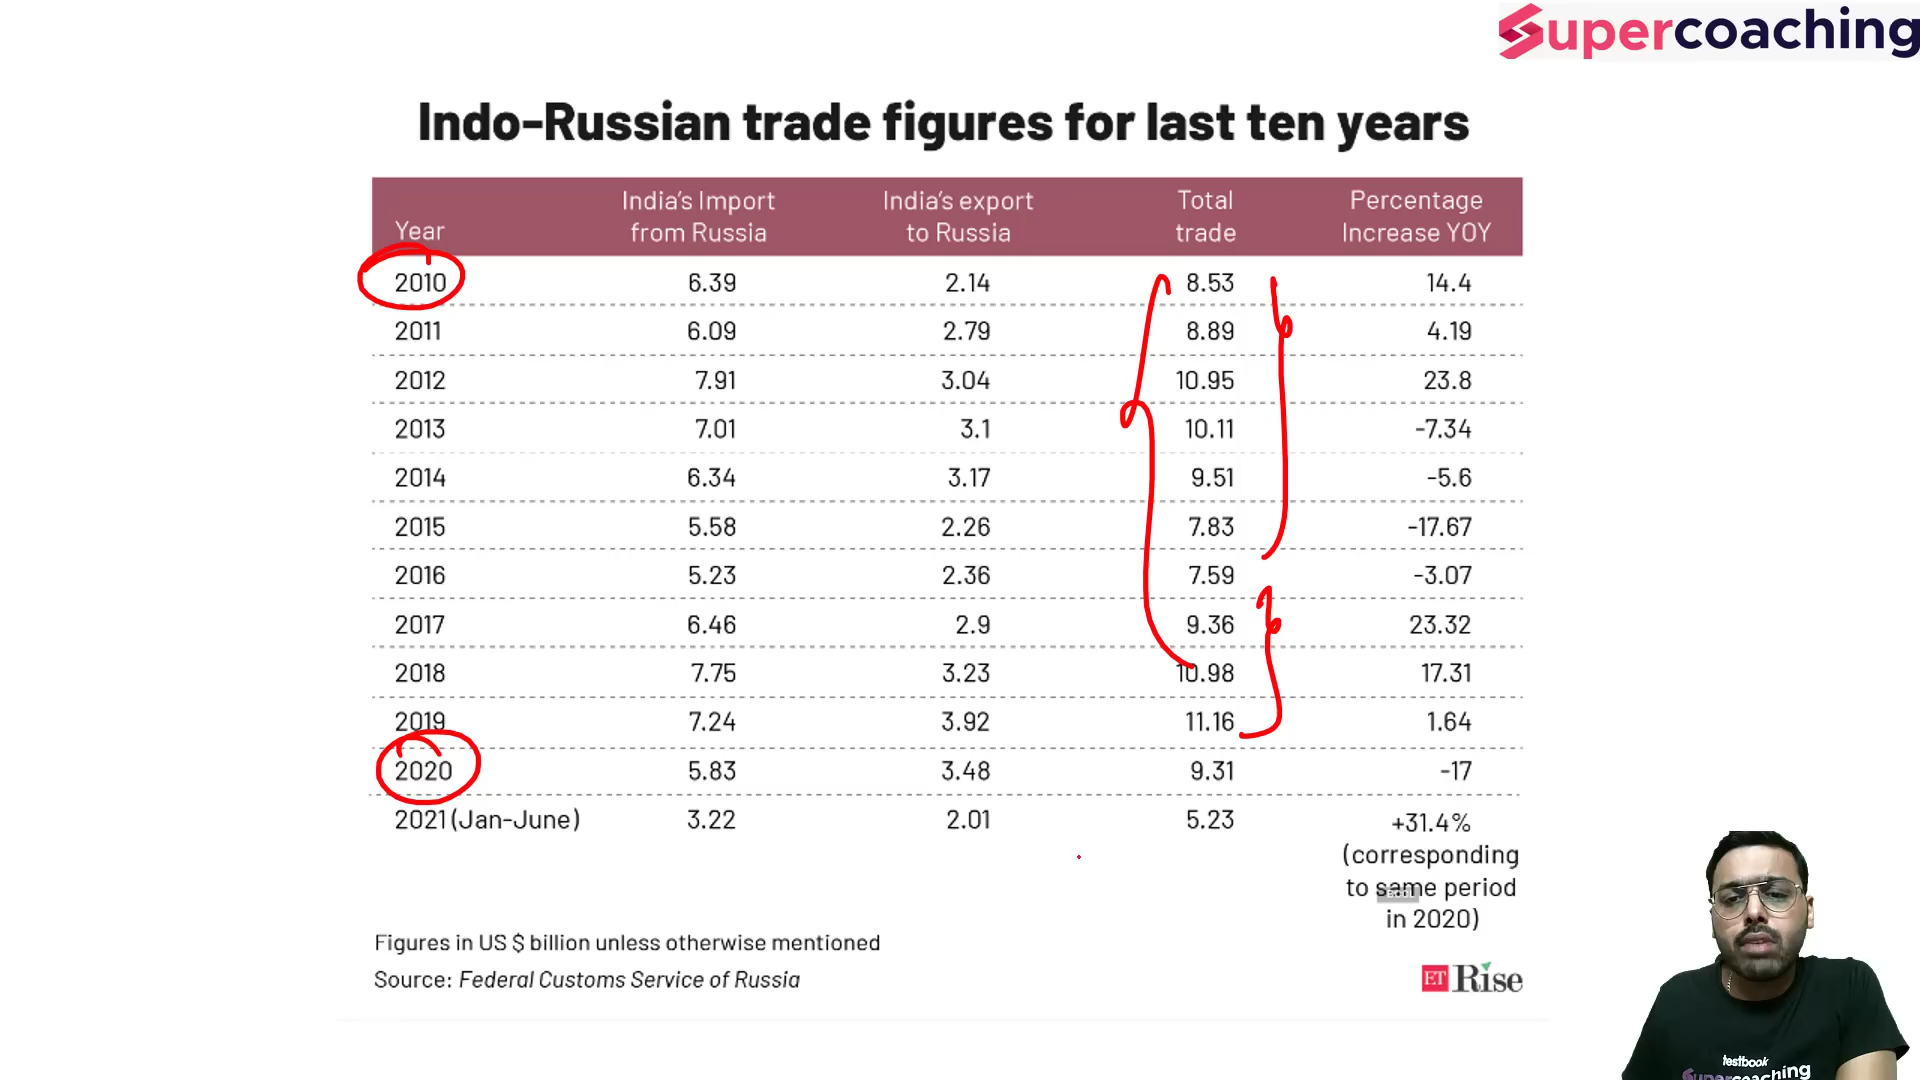 Supercoaching
Indo-Russian trade figures for last ten years
Year India's Import from Russia India's export to Russia Total trade Percentage Increase YOY
2010 6.39 2.14 8.53 14.4
2011 6.09 2.79 8.89 4.19
2012 7.91 3.04 10.95 23.8
2013 7.01 3.1 10.11 -7.34
2014 6.34 3.17 9.51 -5.6
2015 5.58 2.26 7.83 -17.67
2016 5.23 2.36 7.59 -3.07
2017 6.46 2.9 9.36 23.32
2018 7.75 3.23 10.98 17.31
2019 7.24 3.92 11.16 1.64
2020 5.83 3.48 9.31 -17
2021 (Jan-June) 3.22 2.01 5.23 +31.4%
(corresponding
to same period
in 2020)
Figures in US $ billion unless otherwise mentioned
Source: Federal Customs Service of Russia
ET Rise
testbook
Supercoaching